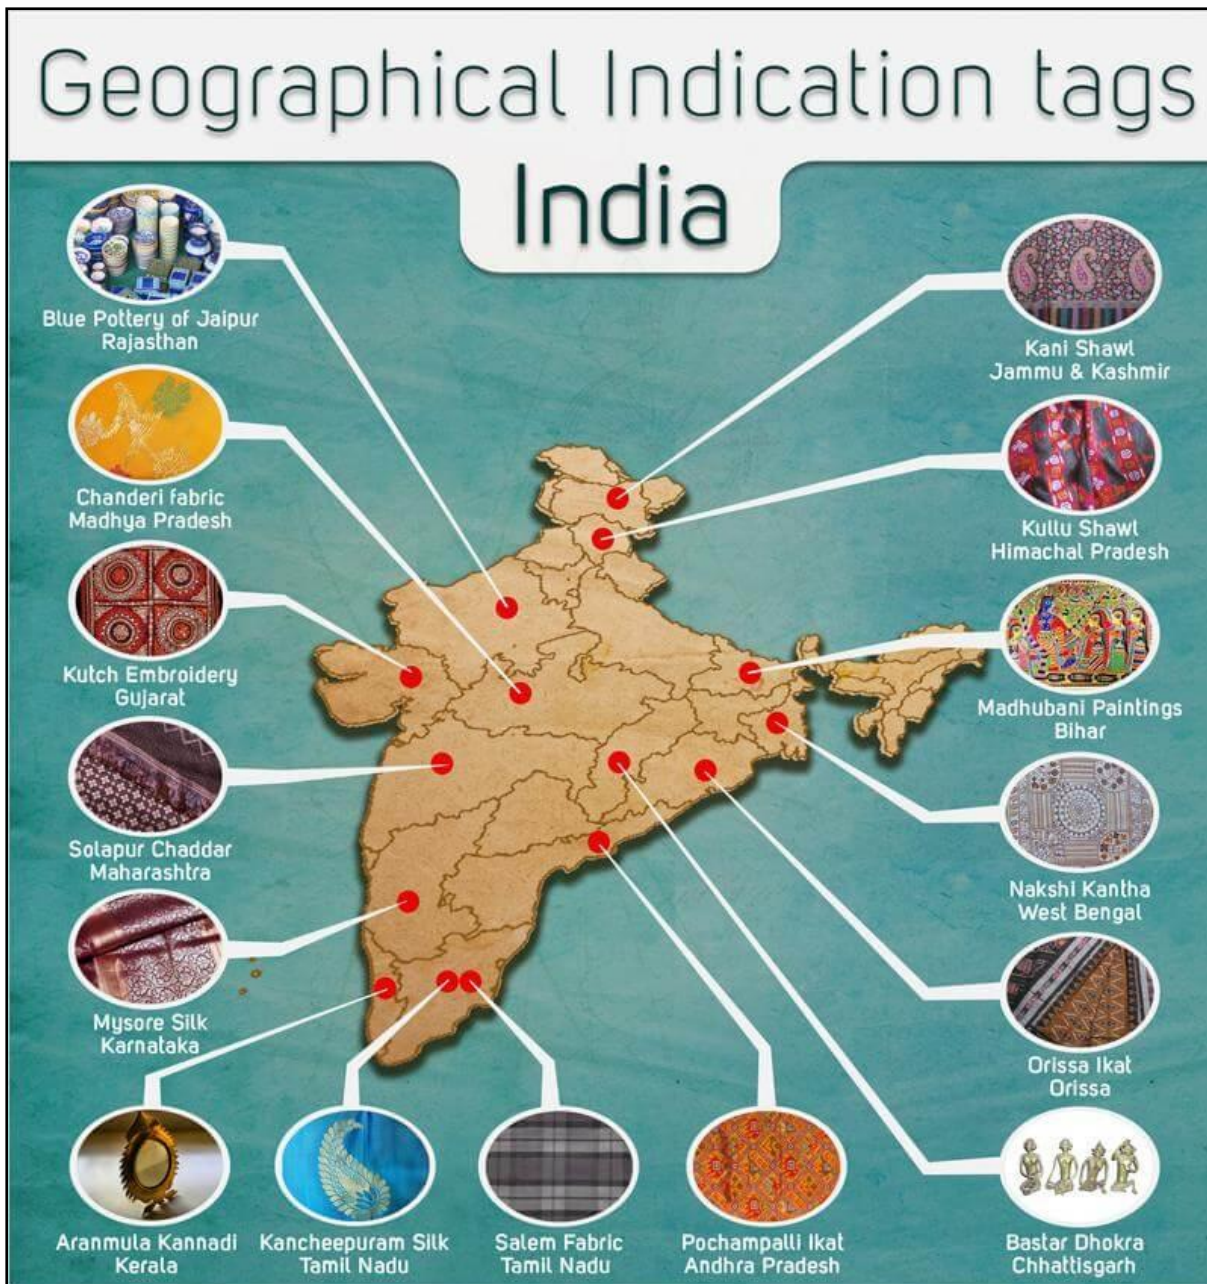 Geographical Indication tags
India
Blue Pottery of Jaipur
Rajasthan
Chanderi fabric
Madhya Pradesh
Kutch Embroidery
Gujarat
Solapur Chaddar
Maharashtra
Mysore Silk
Karnataka
Aranmula Kannadi
Kerala
Kancheepuram Silk
Tamil Nadu
Salem Fabric
Tamil Nadu
Pochampalli Ikat
Andhra Pradesh
Kani Shawl
Jammu & Kashmir
Kullu Shawl
Himachal Pradesh
Madhubani Paintings
Bihar
Nakshi Kantha
West Bengal
Orissa Ikat
Orissa
Bastar Dhokra
Chhattisgarh